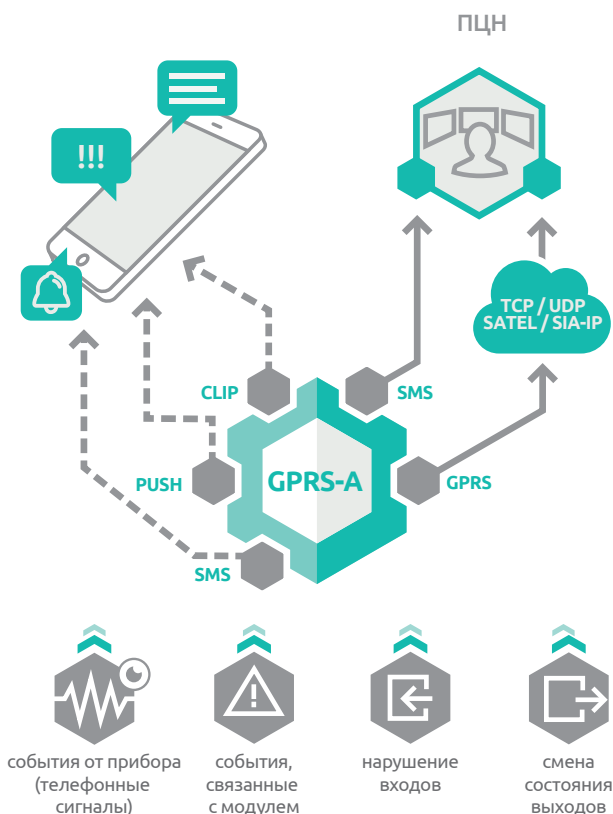 ПЦН
!!!
TCP / UDP
SATEL / SIA-IP
CLIP
SMS
PUSH
GPRS-A
GPRS
SMS
события от прибора
(телефонные
сигналы)
события,
связанные
с модулем
нарушение
входов
смена
состояния
выходов